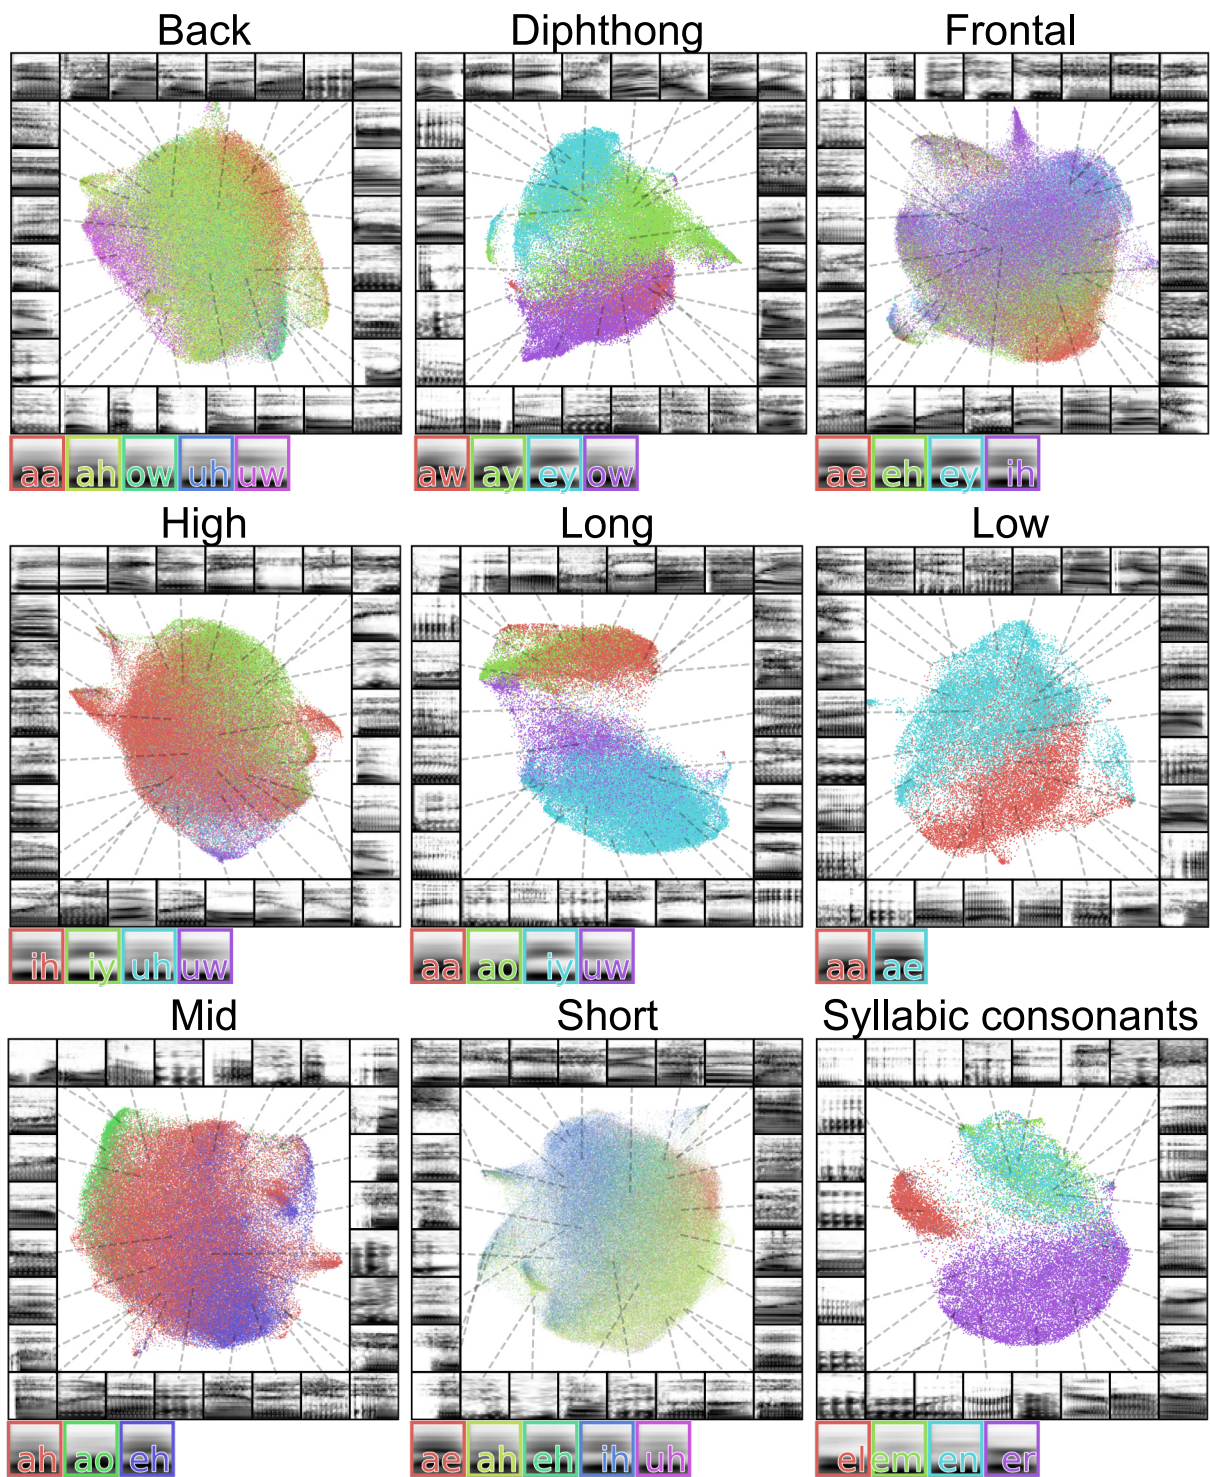 Back Diphthong Frontal
aa ah ow uh uw aw ay ey ow ae eh ey ih
High Long Low
ih iy uh uw aa ao iy uw aa ae
Mid Short Syllabic consonants
ah ao eh ae ah eh ih uh el em en er